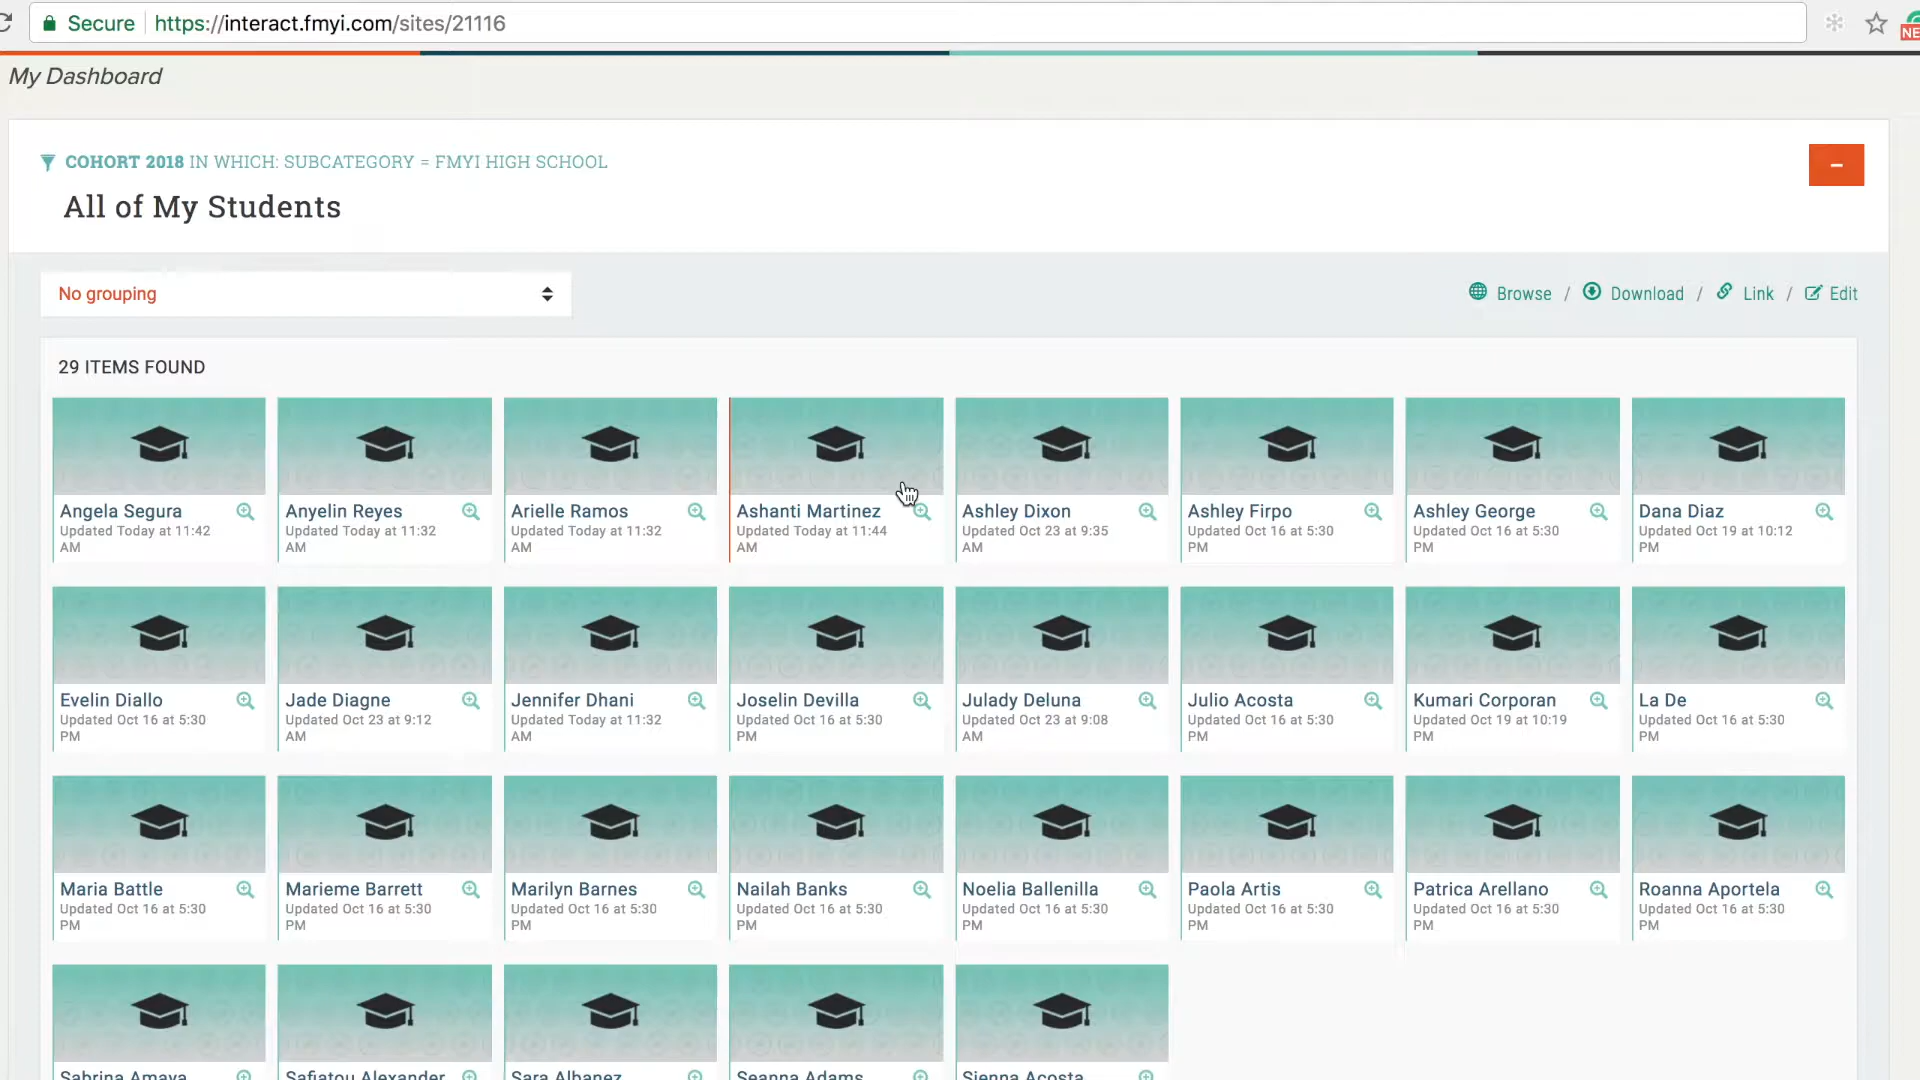 Secure https://interact.fmyi.com/sites/21116
NE
My Dashboard
COHORT 2018 IN WHICH: SUBCATEGORY = FMYI HIGH SCHOOL
All of My Students
No grouping
Browse / Download / Link / Edit
29 ITEMS FOUND
Angela Segura
Updated Today at 11:42
AM
Anyelin Reyes
Updated Today at 11:32
AM
Arielle Ramos
Updated Today at 11:32
AM
Ashanti Martinez
Updated Today at 11:44
AM
Ashley Dixon
Updated Oct 23 at 9:35
AM
Ashley Firpo
Updated Oct 16 at 5:30
PM
Ashley George
Updated Oct 16 at 5:30
PM
Dana Diaz
Updated Oct 19 at 10:12
PM
Evelin Diallo
Updated Oct 16 at 5:30
PM
Jade Diagne
Updated Oct 23 at 9:12
AM
Jennifer Dhani
Updated Today at 11:32
AM
Joselin Devilla
Updated Oct 16 at 5:30
PM
Julady Deluna
Updated Oct 23 at 9:08
AM
Julio Acosta
Updated Oct 16 at 5:30
PM
Kumari Corporan
Updated Oct 19 at 10:19
PM
La De
Updated Oct 16 at 5:30
PM
Maria Battle
Updated Oct 16 at 5:30
PM
Marieme Barrett
Updated Oct 16 at 5:30
PM
Marilyn Barnes
Updated Oct 16 at 5:30
PM
Nailah Banks
Updated Oct 16 at 5:30
PM
Noelia Ballenilla
Updated Oct 16 at 5:30
PM
Paola Artis
Updated Oct 16 at 5:30
PM
Patrica Arellano
Updated Oct 16 at 5:30
PM
Roanna Aportela
Updated Oct 16 at 5:30
PM
Sabrina Amaya
Safiatou Alexander
Sara Albanez
Seanna Adams
Sienna Acosta